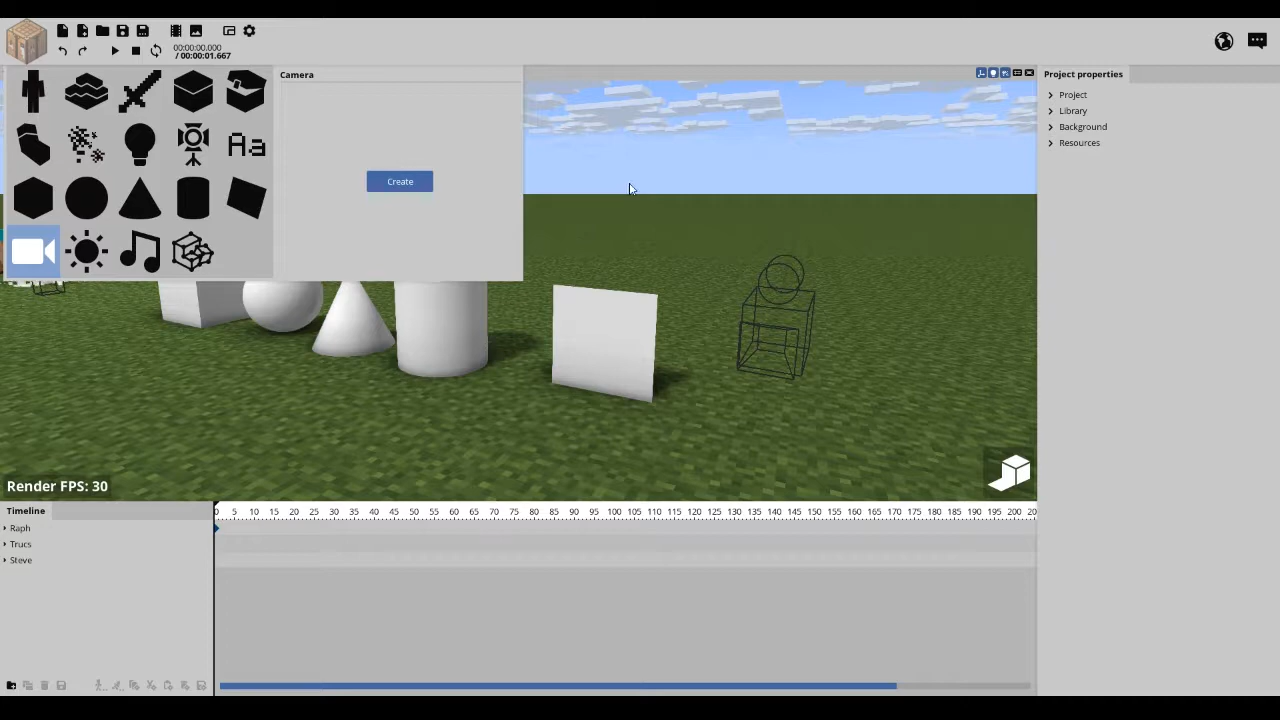 00:00:00.000
/ 00:00:01.667
Camera
Aa
Create
Project properties
Project
Library
Background
Resources
Render FPS: 30
Timeline
0 5 10 15 20 25 30 35 40 45 50 55 60 65 70 75 80 85 90 95 100 105 110 115 120 125 130 135 140 145 150 155 160 165 170 175 180 185 190 195 200
Raph
Trucs
Steve